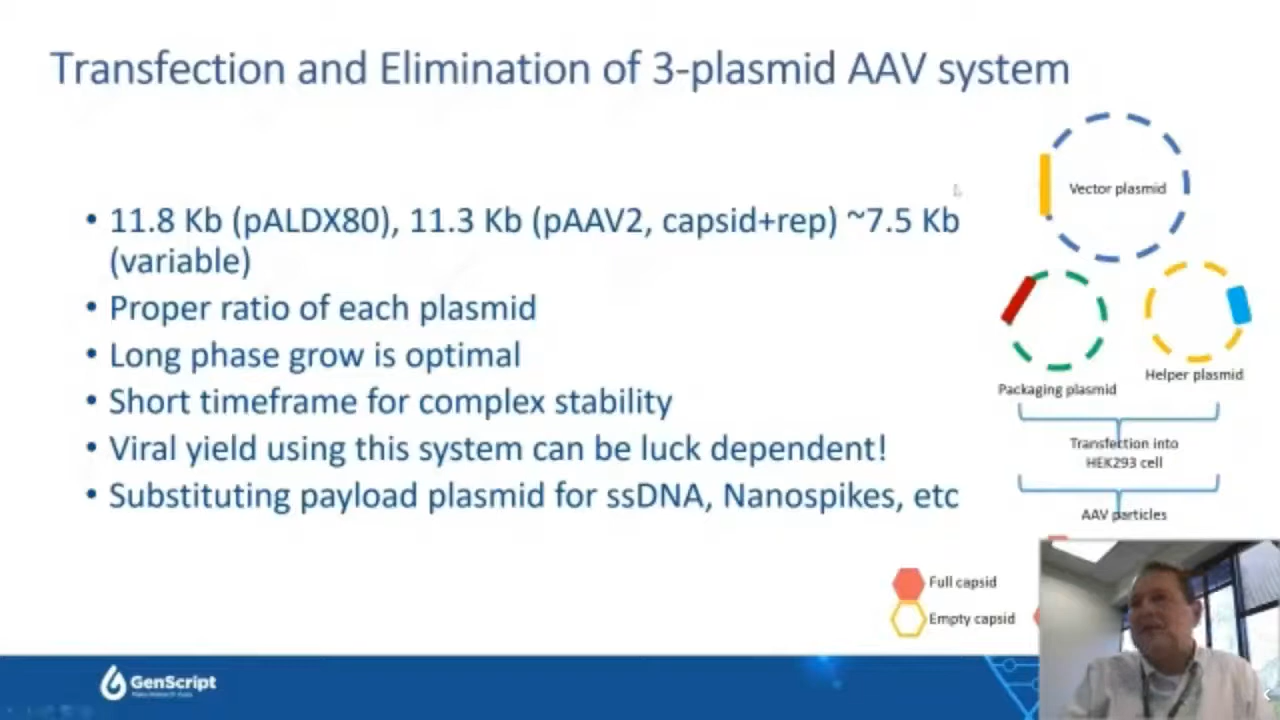 Transfection and Elimination of 3-plasmid AAV system
• 11.8 Kb (pALDX80), 11.3 Kb (pAAV2, capsid+rep) ~7.5 Kb
(variable)
• Proper ratio of each plasmid
• Long phase grow is optimal
• Short timeframe for complex stability
• Viral yield using this system can be luck dependent!
• Substituting payload plasmid for ssDNA, Nanospikes, etc
Vector plasmid
Packaging plasmid
Helper plasmid
Transfection into
HEK293 cell
AAV particles
Full capsid
Empty capsid
GenScript